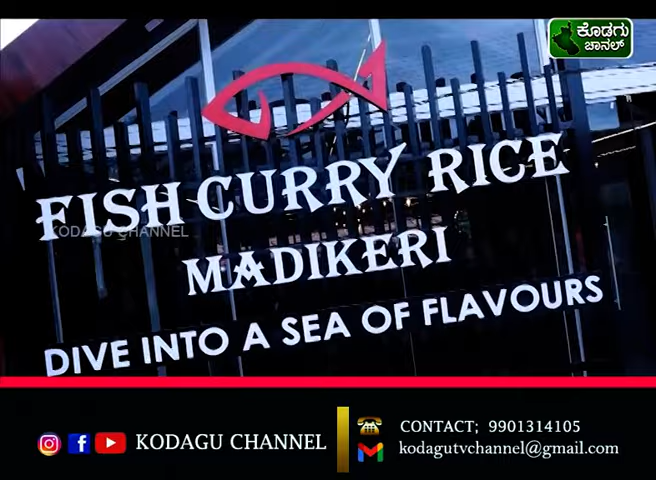 ಕೊಡಗು
ಚಾನಲ್
FISH CURRY RICE
KODAGU CHANNEL
MADIKERI
DIVE INTO A SEA OF FLAVOURS
KODAGU CHANNEL
CONTACT; 9901314105
kodagutvchannel@gmail.com